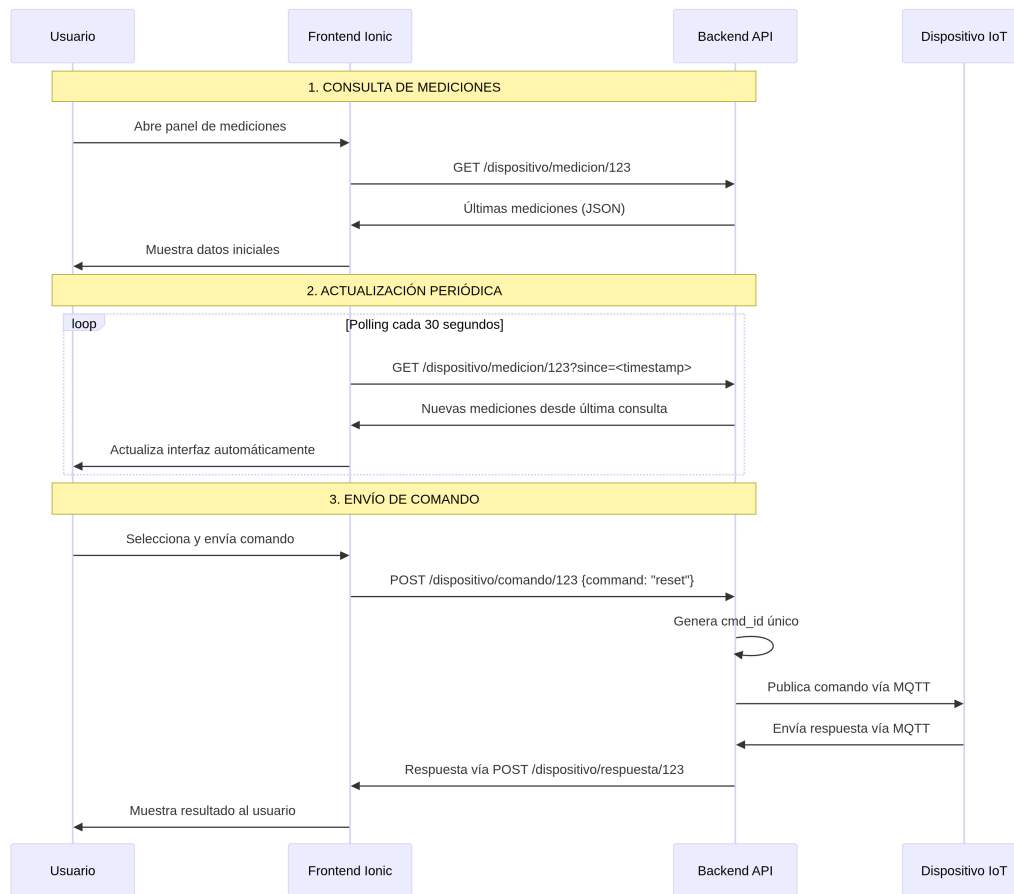 Usuario
Frontend Ionic
Backend API
Dispositivo IoT
1. CONSULTA DE MEDICIONES
Abre panel de mediciones
GET /dispositivo/medicion/123
Últimas mediciones (JSON)
Muestra datos iniciales
2. ACTUALIZACIÓN PERIÓDICA
loop
[Polling cada 30 segundos]
GET /dispositivo/medicion/123?since=<timestamp>
Nuevas mediciones desde última consulta
Actualiza interfaz automáticamente
3. ENVÍO DE COMANDO
Selecciona y envía comando
POST /dispositivo/comando/123 {command: "reset"}
Genera cmd_id único
Publica comando vía MQTT
Envía respuesta vía MQTT
Respuesta vía POST /dispositivo/respuesta/123
Muestra resultado al usuario
Usuario
Frontend Ionic
Backend API
Dispositivo IoT